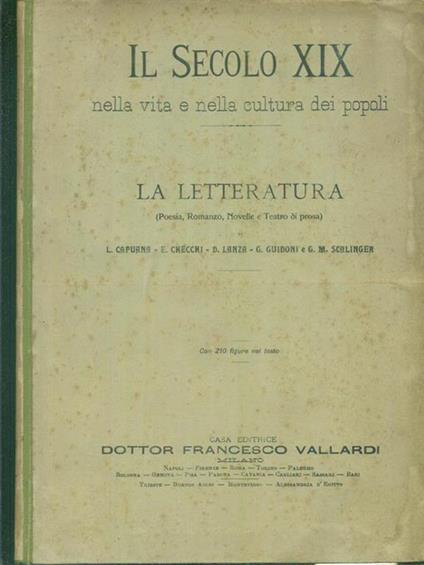 IL SECOLO XIX
nella vita e nella cultura dei popoli
LA LETTERATURA
(Poesia, Romanzo, Novelle e Teatro di prosa)
DI
L. CAPUANA - E. CHECCHI - D. LANZA - G. GUIDONI e G. M. SCALINGER
Con 210 figure nel testo
CASA EDITRICE
DOTTOR FRANCESCO VALLARDI
MILANO
NAPOLI — FIRENZE — ROMA — TORINO — PALERMO
BOLOGNA — GENOVA — PISA — PADOVA — CATANIA — CAGLIARI — SASSARI — BARI
TRIESTE — BUENOS AIRES — MONTEVIDEO — ALESSANDRIA D'EGITTO